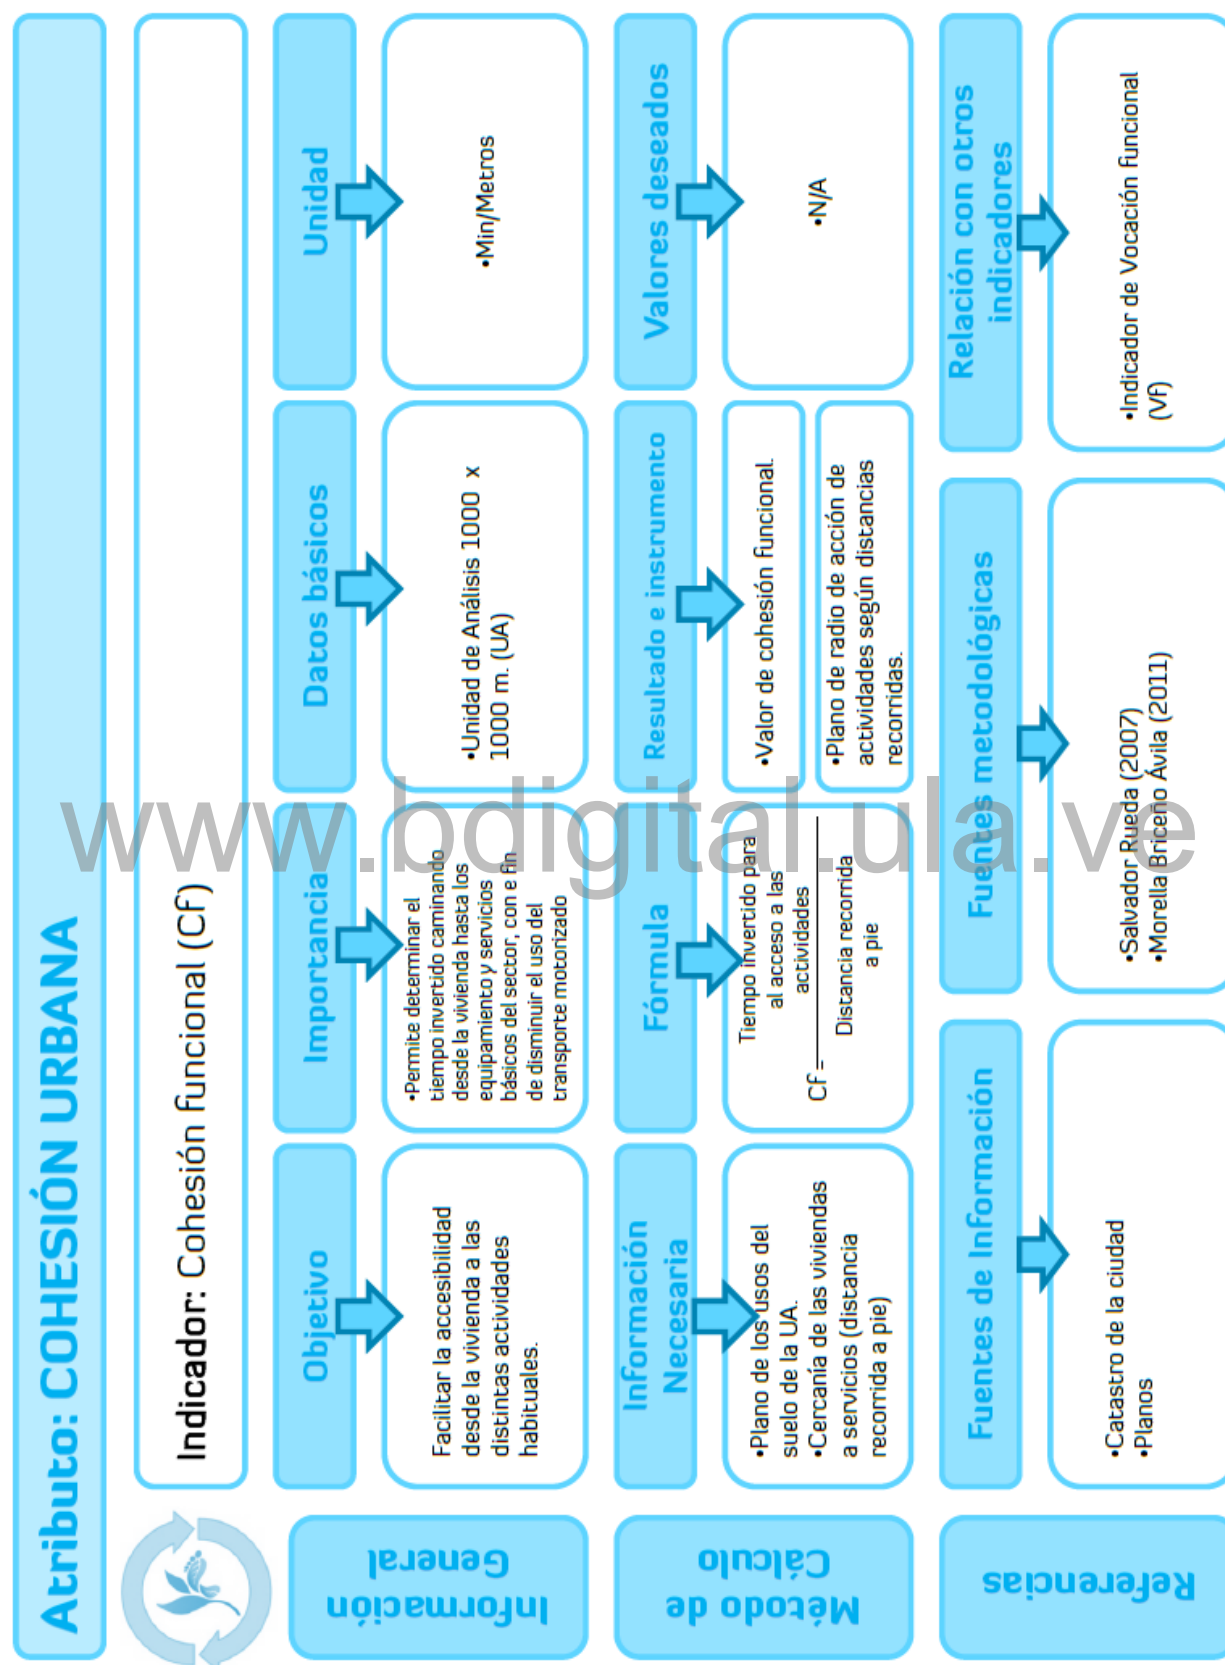 Atributo: COHESIÓN URBANA
Indicador: Cohesión funcional (Cf)
Información
General
Objetivo
Facilitar la accesibilidad
desde la vivienda a las
distintas actividades
habituales.
Importancia
•Permite determinar el
tiempo invertido caminando
desde la vivienda hasta los
equipamiento y servicios
básicos del sector, con e fin
de disminuir el uso del
transporte motorizado
Datos básicos
•Unidad de Análisis 1000 x
1000 m. (UA)
Unidad
•Min/Metros
Método de
Cálculo
Información
Necesaria
•Plano de los usos del
suelo de la UA.
•Cercanía de las viviendas
a servicios (distancia
recorrida a pie)
Fórmula
Tiempo invertido para
al acceso a las
actividades
Cf =
Distancia recorrida
a pie
Resultado e instrumento
•Valor de cohesión funcional.
•Plano de radio de acción de
actividades según distancias
recorridas.
Valores deseados
•N/A
Referencias
Fuentes de Información
•Catastro de la ciudad
•Planos
Fuentes metodológicas
•Salvador Rueda (2007)
•Morella Briceño Ávila (2011)
Relación con otros
indicadores
•Indicador de Vocación funcional
(Vf)
www.bdigital.ula.ve